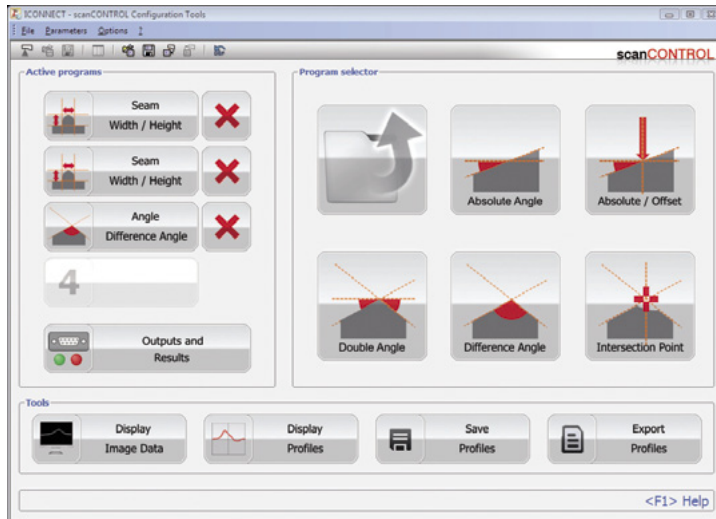 ICONNECT - scanCONTROL Configuration Tools
File Parameters Options ?
scanCONTROL
Active programs
Seam
Width / Height
Seam
Width / Height
Angle
Difference Angle
4
Outputs and
Results
Program selector
Absolute Angle
Absolute / Offset
Double Angle
Difference Angle
Intersection Point
Tools
Display
Image Data
Display
Profiles
Save
Profiles
Export
Profiles
<F1> Help